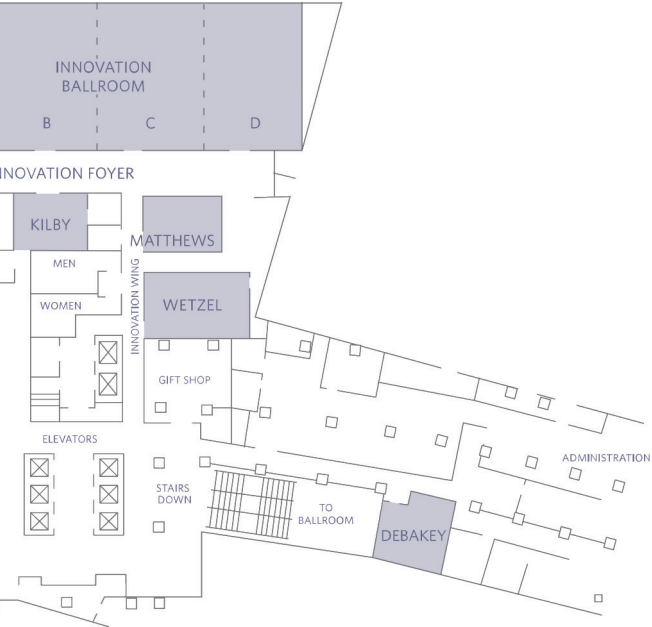 INNOVATION
BALLROOM
B
C
D
NNOVATION FOYER
KILBY
MATTHEWS
MEN
INNOVATION WING
WOMEN
WETZEL
GIFT SHOP
ELEVATORS
ADMINISTRATION
STAIRS
DOWN
TO
BALLROOM
DEBAKEY